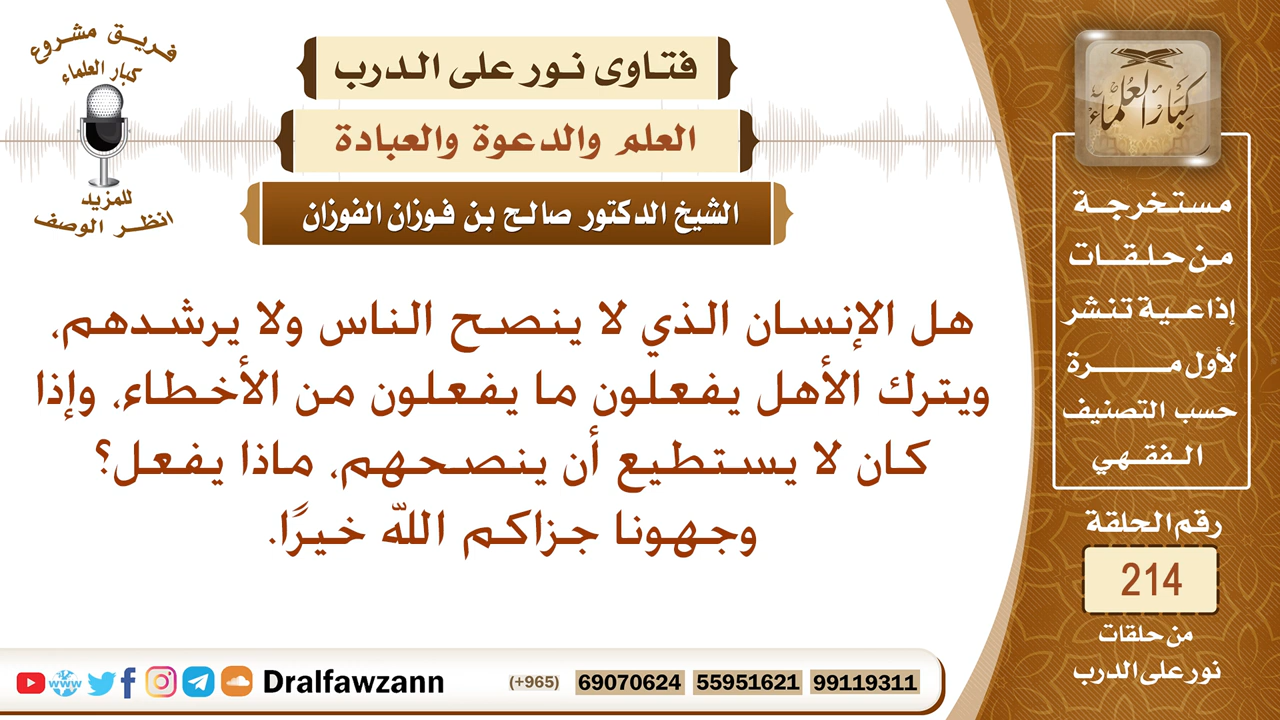 فريق مشروع
كبار العلماء
للمزيد
انظر الوصف
فتاوى نور على الدرب
العلم والدعوة والعبادة
الشيخ الدكتور صالح بن فوزان الفوزان
هل الإنسان الذي لا ينصح الناس ولا يرشدهم،
ويترك الأهل يفعلون ما يفعلون من الأخطاء، وإذا
كان لا يستطيع أن ينصحهم، ماذا يفعل؟
وجهونا جزاكم الله خيرًا.
كبار العلماء
مستخرجة
من حلقات
إذاعية تنشر
لأول مرة
حسب التصنيف
الفقهي
رقم الحلقة
214
من حلقات
نور على الدرب
www
Dralfawzann
(+965) 69070624 55951621 99119311